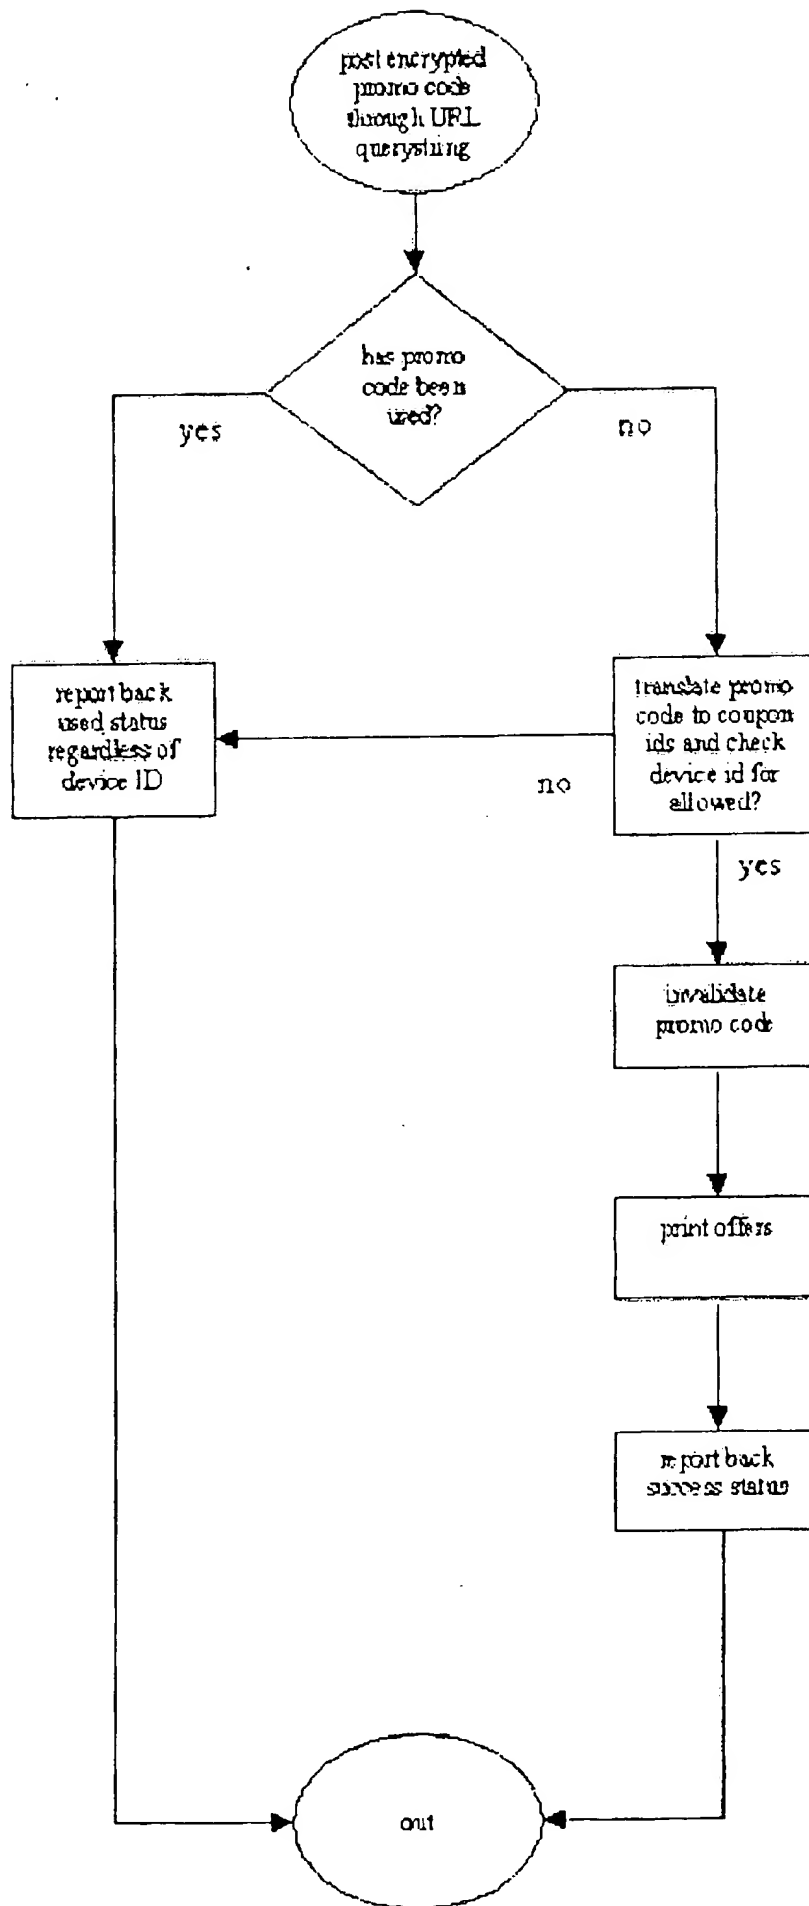 post encrypted
promo code
through URL
querystring
has promo
code been
used?
yes
no
report back
used status
regardless of
device ID
translate promo
code to coupon
ids and check
device id for
allowed?
no
yes
invalidate
promo code
print offers
report back
success status
out